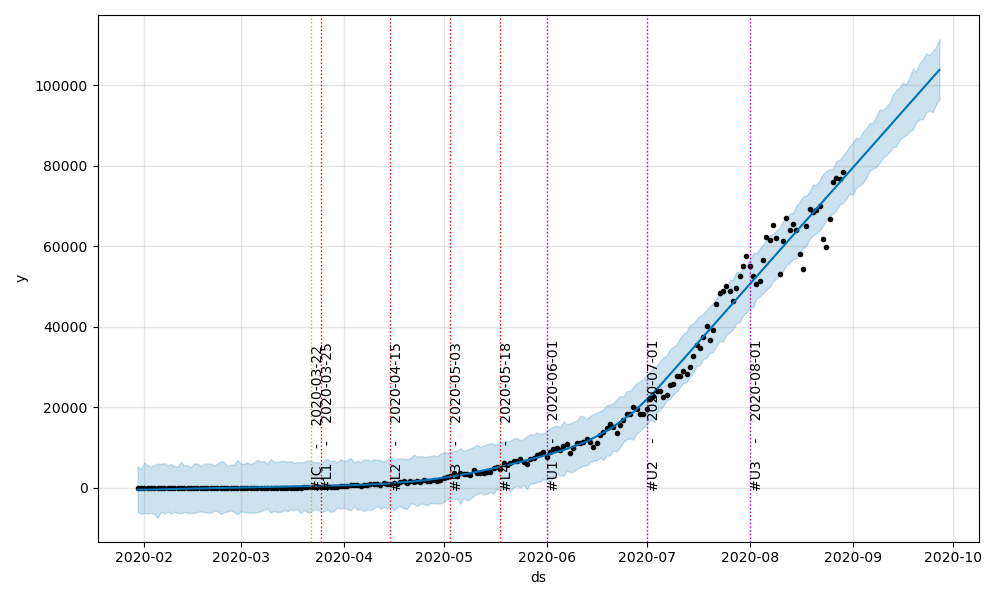 100000
80000
60000
40000
20000
0
y
#JC - 2020-03-22
#L1 - 2020-03-25
#L2 - 2020-04-15
#L3 - 2020-05-03
#L4 - 2020-05-18
#U1 - 2020-06-01
#U2 - 2020-07-01
#U3 - 2020-08-01
2020-02 2020-03 2020-04 2020-05 2020-06 2020-07 2020-08 2020-09 2020-10
ds